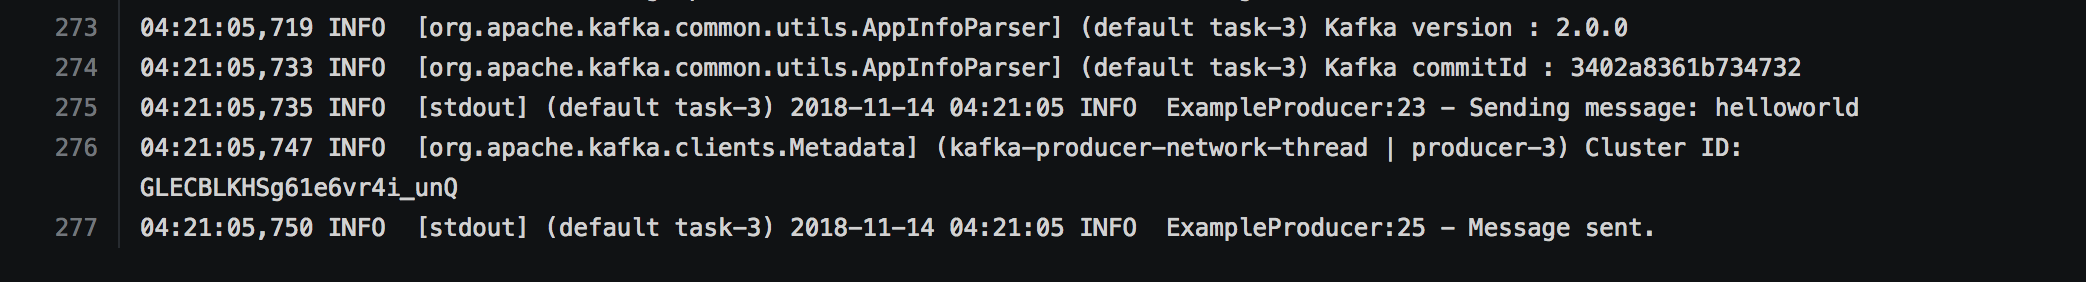 273 04:21:05,719 INFO  [org.apache.kafka.common.utils.AppInfoParser] (default task-3) Kafka version : 2.0.0
274 04:21:05,733 INFO  [org.apache.kafka.common.utils.AppInfoParser] (default task-3) Kafka commitId : 3402a8361b734732
275 04:21:05,735 INFO  [stdout] (default task-3) 2018-11-14 04:21:05 INFO  ExampleProducer:23 - Sending message: helloworld
276 04:21:05,747 INFO  [org.apache.kafka.clients.Metadata] (kafka-producer-network-thread | producer-3) Cluster ID:
GLECBLKHSg61e6vr4i_unQ
277 04:21:05,750 INFO  [stdout] (default task-3) 2018-11-14 04:21:05 INFO  ExampleProducer:25 - Message sent.